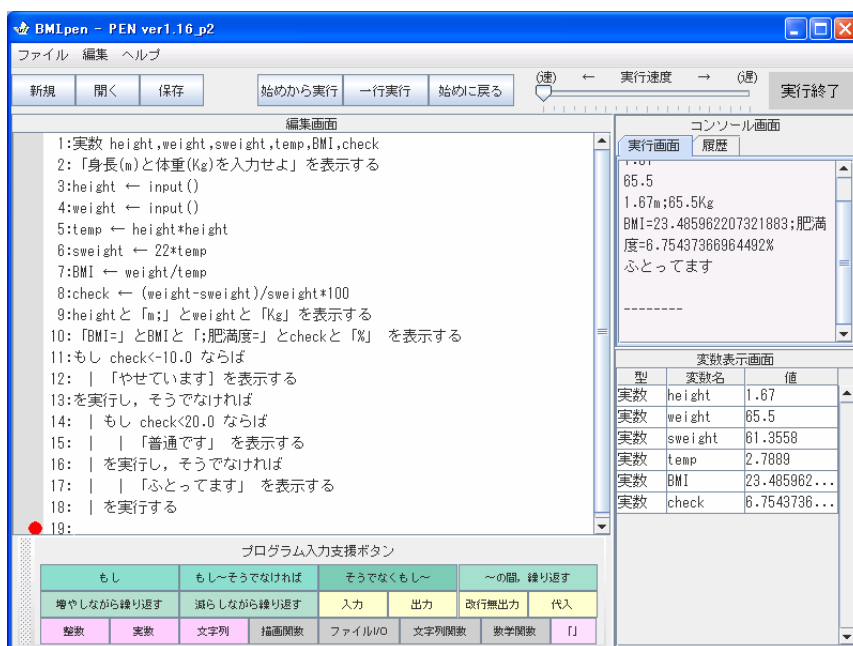 BMIpen - PEN ver1.16_p2
ファイル 編集 ヘルプ
新規 開く 保存 始めから実行 一行実行 始めに戻る (速) ← 実行速度 → (遅) 実行終了
編集画面
1:実数 height,weight,sweight,temp,BMI,check
2:「身長(m)と体重(Kg)を入力せよ」を表示する
3:height ← input()
4:weight ← input()
5:temp ← height*height
6:sweight ← 22*temp
7:BMI ← weight/temp
8:check ← (weight-sweight)/sweight*100
9:heightと「m;」とweightと「Kg」を表示する
10:「BMI=」とBMIと「;肥満度=」とcheckと「%」 を表示する
11:もし check<-10.0 ならば
12: | 「やせています] を表示する
13:を実行し，そうでなければ
14: | もし check<20.0 ならば
15: | | 「普通です」 を表示する
16: | を実行し，そうでなければ
17: | | 「ふとってます」 を表示する
18: | を実行する
19:
コンソール画面
実行画面 履歴
1.67
65.5
1.67m;65.5Kg
BMI=23.485962207321883;肥満
度=6.75437366964492%
ふとってます
--------
変数表示画面
型 変数名 値
実数 height 1.67
実数 weight 65.5
実数 sweight 61.3558
実数 temp 2.7889
実数 BMI 23.485962...
実数 check 6.7543736...
プログラム入力支援ボタン
もし もし～そうでなければ そうでなくもし～ ～の間，繰り返す
増やしながら繰り返す 減らしながら繰り返す 入力 出力 改行無出力 代入
整数 実数 文字列 描画関数 ファイルI/O 文字列関数 数学関数 「」